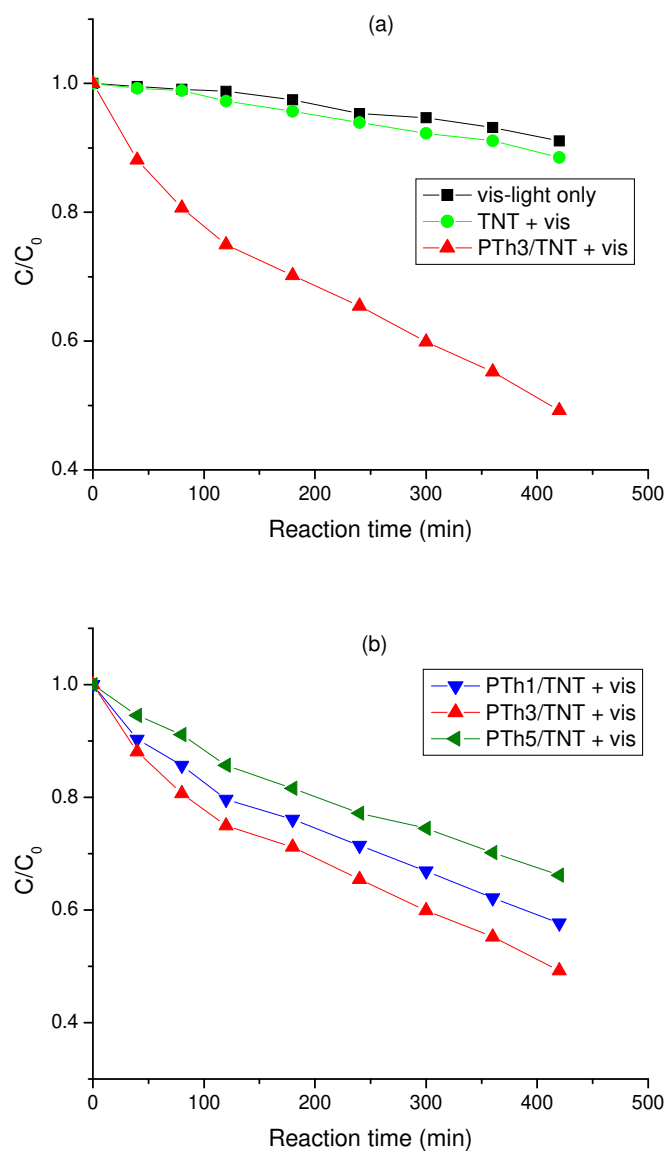 (a)
1.0
0.8
0.6
0.4
C/C0
vis-light only
TNT + vis
PTh3/TNT + vis
0 100 200 300 400 500
Reaction time (min)
(b)
1.0
0.8
0.6
0.4
C/C0
PTh1/TNT + vis
PTh3/TNT + vis
PTh5/TNT + vis
0 100 200 300 400 500
Reaction time (min)